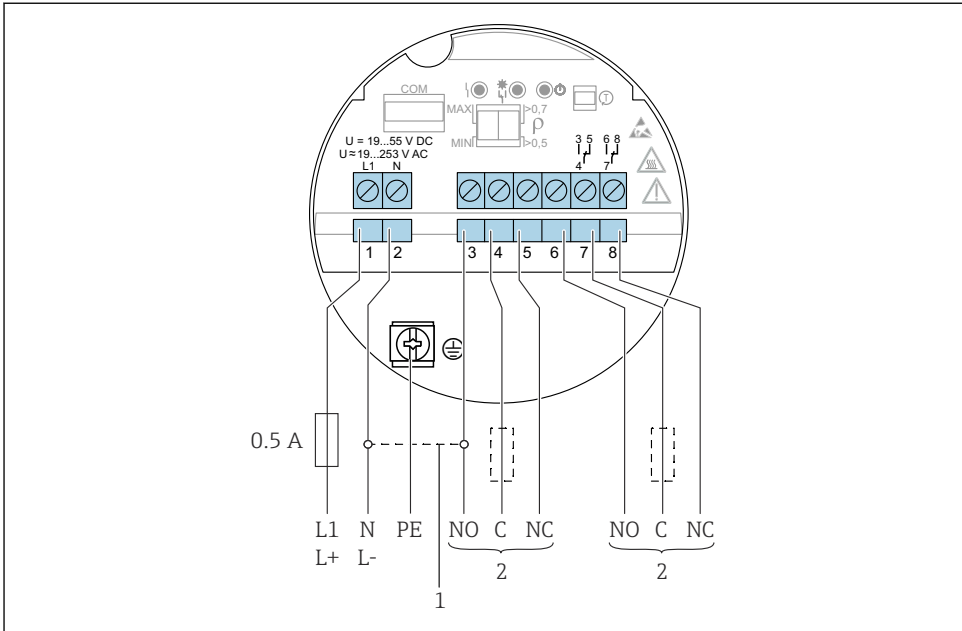 COM
MAX
>0,7
ρ
MIN
>0,5
T
U = 19...55 V DC
U ≈ 19...253 V AC
L1 N
3 5
4
6 8
7
1 2 3 4 5 6 7 8
0.5 A
L1 N PE NO C NC NO C NC
L+ L-
2 2
1